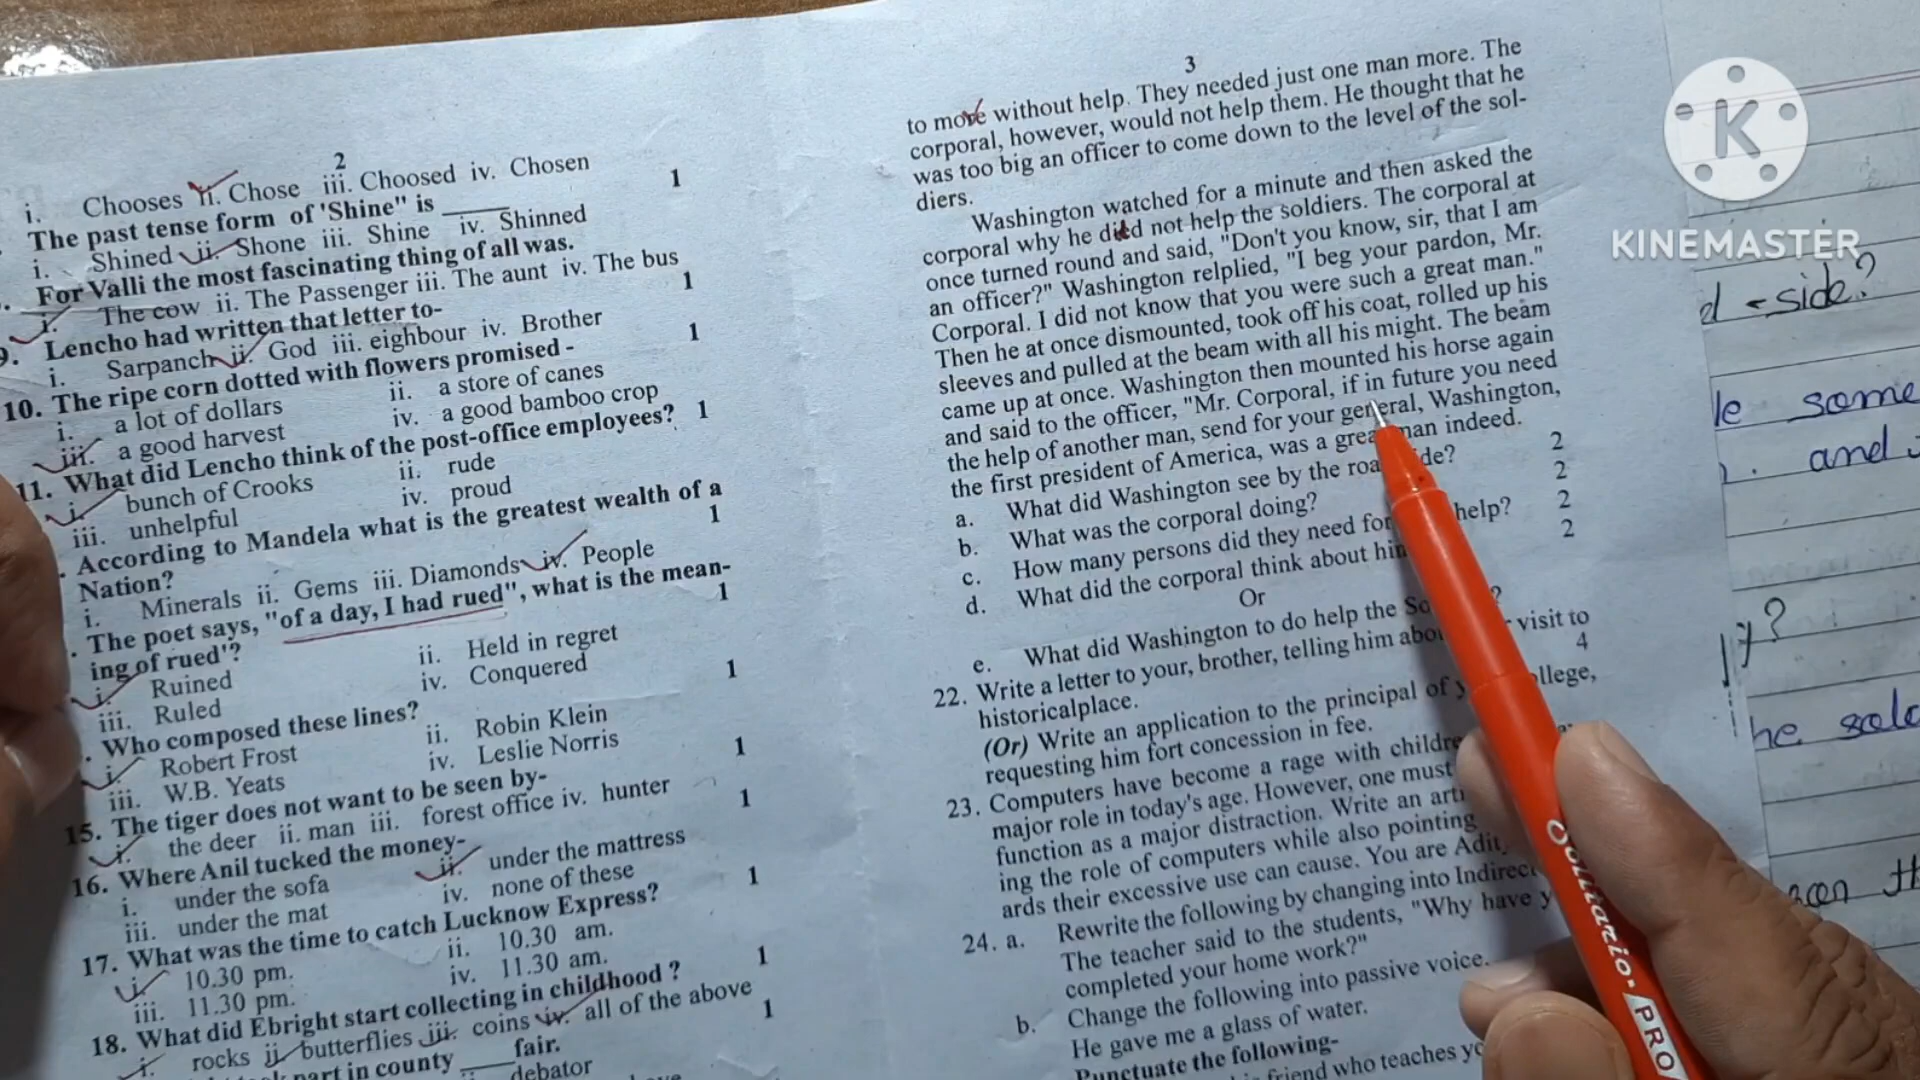 2
i. Chooses ii. Chose iii. Choosed iv. Chosen
The past tense form of 'Shine" is ____ 1
i. Shined ii. Shone iii. Shine iv. Shinned
For Valli the most fascinating thing of all was.
i. The cow ii. The Passenger iii. The aunt iv. The bus
9. Lencho had written that letter to- 1
i. Sarpanch ii. God iii. eighbour iv. Brother
10. The ripe corn dotted with flowers promised - 1
i. a lot of dollars ii. a store of canes
iii. a good harvest iv. a good bamboo crop
11. What did Lencho think of the post-office employees? 1
i. bunch of Crooks ii. rude
iii. unhelpful iv. proud
. According to Mandela what is the greatest wealth of a
Nation? 1
i. Minerals ii. Gems iii. Diamonds iv. People
. The poet says, "of a day, I had rued", what is the mean-
ing of rued'? 1
i. Ruined ii. Held in regret
iii. Ruled iv. Conquered
. Who composed these lines? 1
i. Robert Frost ii. Robin Klein
iii. W.B. Yeats iv. Leslie Norris
15. The tiger does not want to be seen by- 1
i. the deer ii. man iii. forest office iv. hunter
16. Where Anil tucked the money- 1
i. under the sofa ii. under the mattress
iii. under the mat iv. none of these
17. What was the time to catch Lucknow Express? 1
i. 10.30 pm. ii. 10.30 am.
iii. 11.30 pm. iv. 11.30 am.
18. What did Ebright start collecting in childhood ? 1
i. rocks ii. butterflies iii. coins iv. all of the above
part in county ____ fair. 1
debator
3
to move without help. They needed just one man more. The
corporal, however, would not help them. He thought that he
was too big an officer to come down to the level of the sol-
diers.
Washington watched for a minute and then asked the
corporal why he did not help the soldiers. The corporal at
once turned round and said, "Don't you know, sir, that I am
an officer?" Washington relplied, "I beg your pardon, Mr.
Corporal. I did not know that you were such a great man."
Then he at once dismounted, took off his coat, rolled up his
sleeves and pulled at the beam with all his might. The beam
came up at once. Washington then mounted his horse again
and said to the officer, "Mr. Corporal, if in future you need
the help of another man, send for your general, Washington,
the first president of America, was a great man indeed.
a. What did Washington see by the road side? 2
b. What was the corporal doing? 2
c. How many persons did they need for help? 2
d. What did the corporal think about 2
Or
e. What did Washington to do help the
22. Write a letter to your, brother, telling him visit to
historicalplace. 4
(Or) Write an application to the principal of college,
requesting him fort concession in fee.
23. Computers have become a rage with
major role in today's age. However, one must
function as a major distraction. Write an
ing the role of computers while also pointing
ards their excessive use can cause. You are
24. a. Rewrite the following by changing into Indirect
The teacher said to the students, "Why have
completed your home work?"
b. Change the following into passive voice.
He gave me a glass of water.
Punctuate the following-
friend who teaches
KINEMASTER
d - side?
some
and
he
Oculitazio-PRO